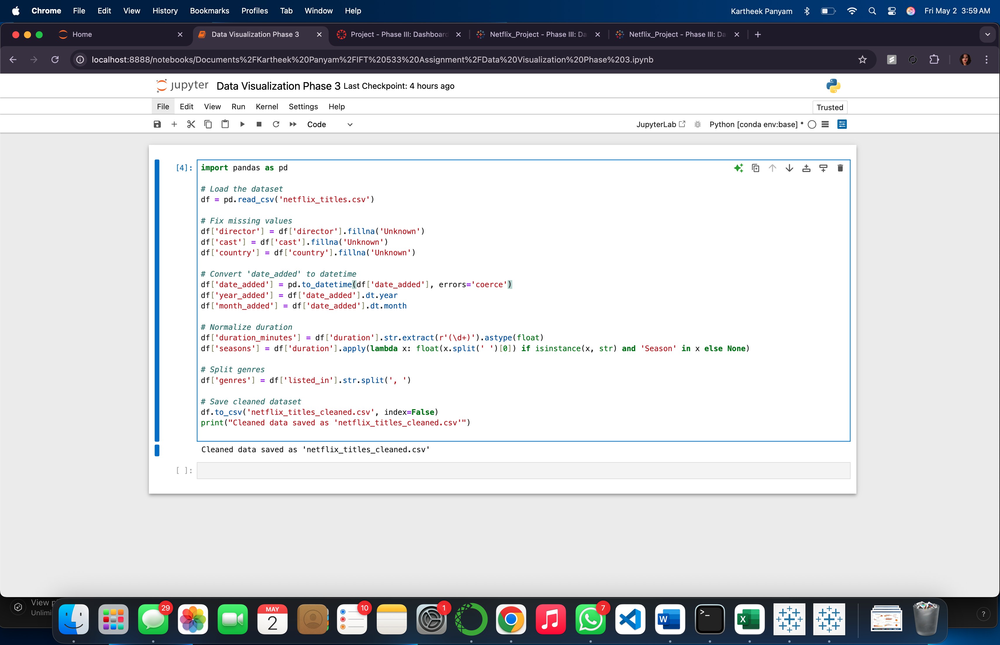 Chrome File Edit View History Bookmarks Profiles Tab Window Help Kartheek Panyam Fri May 2 3:59 AM
Home Data Visualization Phase 3 Project - Phase III: Dashboard Netflix_Project - Phase III: Da Netflix_Project - Phase III: Da
localhost:8888/notebooks/Documents%2FKartheek%20Panyam%2FIFT%20533%20Assignment%2FData%20Visualization%20Phase%203.ipynb
jupyter Data Visualization Phase 3 Last Checkpoint: 4 hours ago
File Edit View Run Kernel Settings Help Trusted
Code JupyterLab Python [conda env:base] *
[4]: import pandas as pd
# Load the dataset
df = pd.read_csv('netflix_titles.csv')
# Fix missing values
df['director'] = df['director'].fillna('Unknown')
df['cast'] = df['cast'].fillna('Unknown')
df['country'] = df['country'].fillna('Unknown')
# Convert 'date_added' to datetime
df['date_added'] = pd.to_datetime(df['date_added'], errors='coerce')
df['year_added'] = df['date_added'].dt.year
df['month_added'] = df['date_added'].dt.month
# Normalize duration
df['duration_minutes'] = df['duration'].str.extract(r'(\d+)').astype(float)
df['seasons'] = df['duration'].apply(lambda x: float(x.split(' ')[0]) if isinstance(x, str) and 'Season' in x else None)
# Split genres
df['genres'] = df['listed_in'].str.split(', ')
# Save cleaned dataset
df.to_csv('netflix_titles_cleaned.csv', index=False)
print("Cleaned data saved as 'netflix_titles_cleaned.csv'")
Cleaned data saved as 'netflix_titles_cleaned.csv'
[ ]:
View
29 MAY 2 10 1 7 W >_ X ?